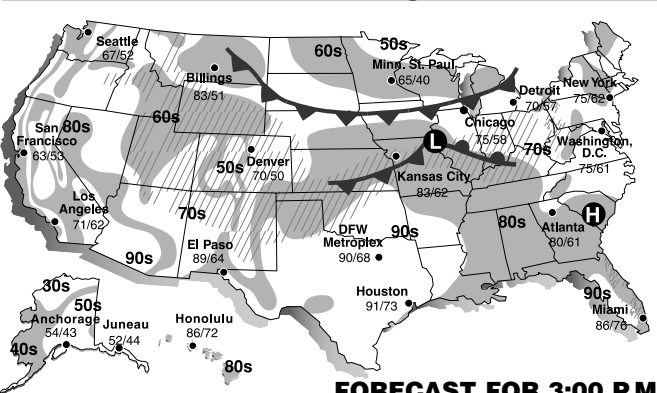 Seattle
67/52
Billings
83/51
60s
50s
Minn. St. Paul
65/40
Detroit
70/57
New York
75/62
Chicago
75/58
Washington,
D.C.
75/61
70s
60s
80s
San
Francisco
63/53
50s
Denver
70/50
L
Kansas City
83/62
Los
Angeles
71/62
70s
90s
El Paso
89/64
DFW
Metroplex
90/68
90s
80s
H
Atlanta
80/61
Houston
91/73
90s
Miami
86/76
30s
50s
Anchorage
54/43
Juneau
52/44
40s
Honolulu
86/72
80s
FORECAST FOR 3:00 P.M